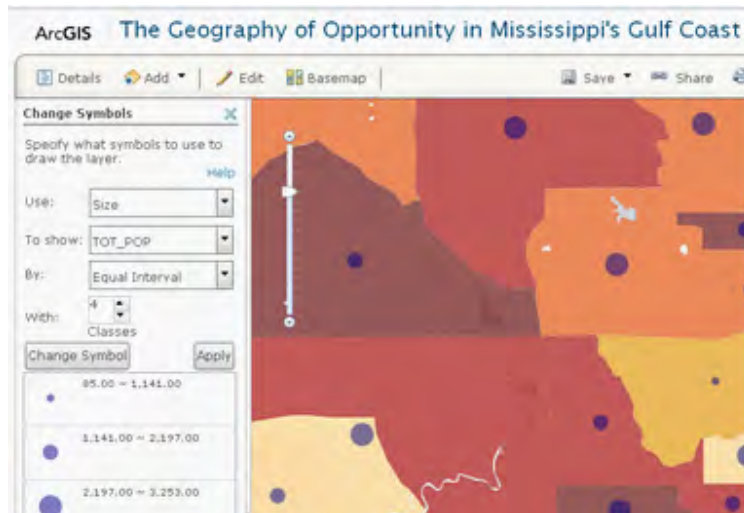 ArcGIS The Geography of Opportunity in Mississippi's Gulf Coast
Details Add Edit Basemap Save Share
Change Symbols
Specify what symbols to use to
draw the layer.
Help
Use: Size
To show: TOT_POP
By: Equal Interval
With: 4
Classes
Change Symbol Apply
85.00 ~ 1,141.00
1,141.00 ~ 2,197.00
2,197.00 ~ 3,253.00